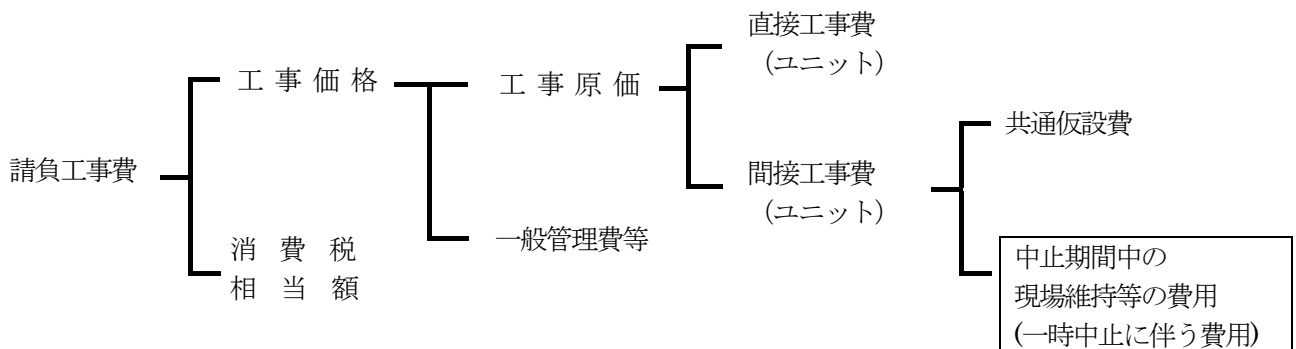 直接工事費
（ユニット）
工 事 価 格
工 事 原 価
共通仮設費
請負工事費
間接工事費
（ユニット）
一般管理費等
消 費 税
相 当 額
中止期間中の
現場維持等の費用
(一時中止に伴う費用)